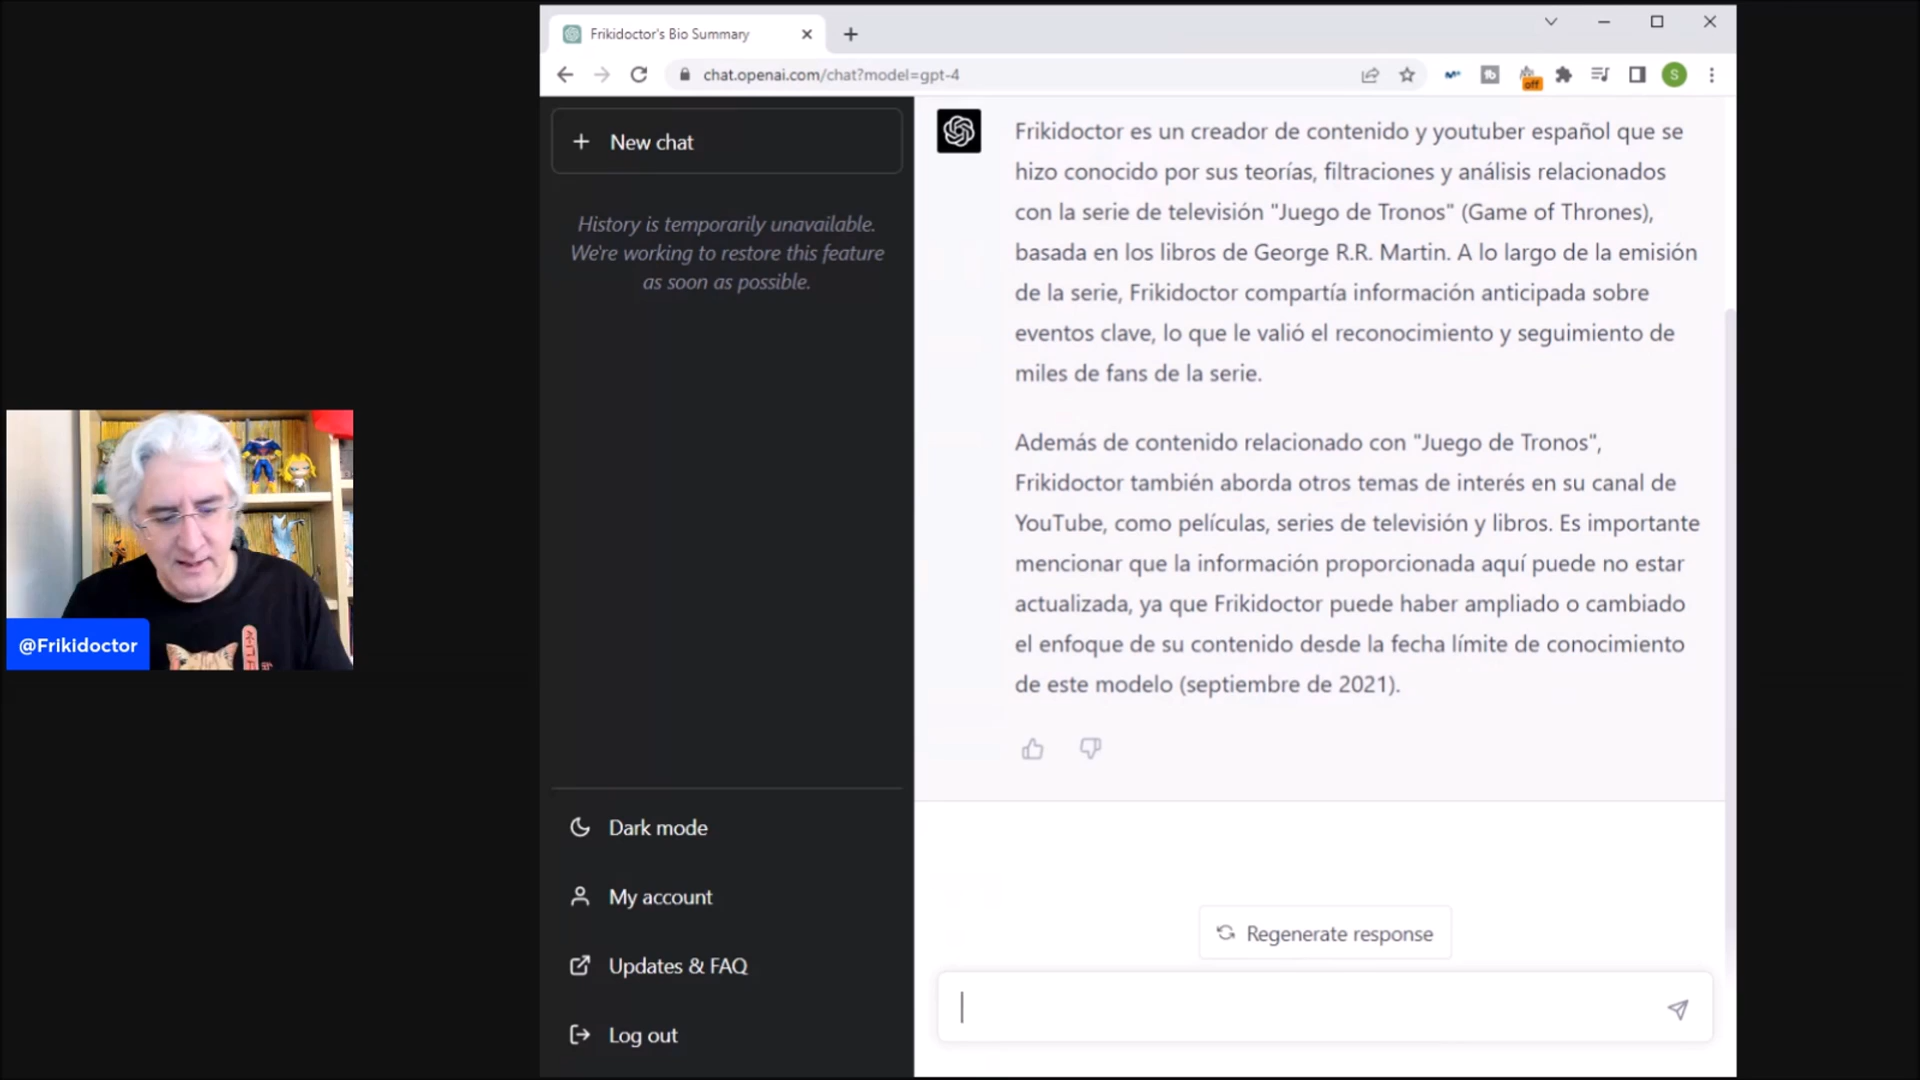 Frikidoctor's Bio Summary
chat.openai.com/chat?model=gpt-4
off
S
New chat
History is temporarily unavailable.
We're working to restore this feature
as soon as possible.
Frikidoctor es un creador de contenido y youtuber español que se
hizo conocido por sus teorías, filtraciones y análisis relacionados
con la serie de televisión "Juego de Tronos" (Game of Thrones),
basada en los libros de George R.R. Martin. A lo largo de la emisión
de la serie, Frikidoctor compartía información anticipada sobre
eventos clave, lo que le valió el reconocimiento y seguimiento de
miles de fans de la serie.
Además de contenido relacionado con "Juego de Tronos",
Frikidoctor también aborda otros temas de interés en su canal de
YouTube, como películas, series de televisión y libros. Es importante
mencionar que la información proporcionada aquí puede no estar
actualizada, ya que Frikidoctor puede haber ampliado o cambiado
el enfoque de su contenido desde la fecha límite de conocimiento
de este modelo (septiembre de 2021).
@Frikidoctor
Dark mode
My account
Updates & FAQ
Log out
Regenerate response